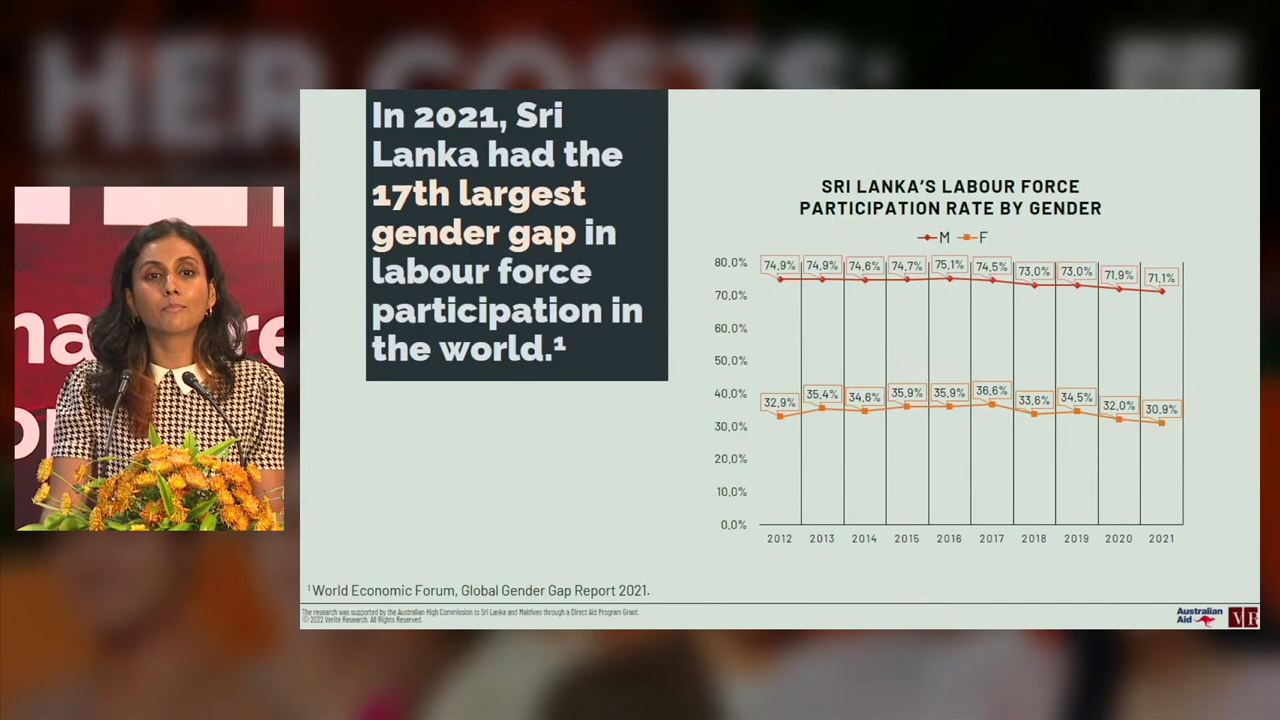 HER COSTS:
In 2021, Sri
Lanka had the
17th largest
gender gap in
labour force
participation in
the world.¹
SRI LANKA'S LABOUR FORCE
PARTICIPATION RATE BY GENDER
M F
80,0%
70,0%
60,0%
50,0%
40,0%
30,0%
20,0%
10,0%
0,0%
74,9% 74,9% 74,6% 74,7% 75,1% 74,5% 73,0% 73,0% 71,9% 71,1%
32,9% 35,4% 34,6% 35,9% 35,9% 36,6% 33,6% 34,5% 32,0% 30,9%
2012 2013 2014 2015 2016 2017 2018 2019 2020 2021
¹ World Economic Forum, Global Gender Gap Report 2021.
The research was supported by the Australian High Commission to Sri Lanka and Maldives through a Direct Aid Program Grant.
© 2022 Verité Research. All Rights Reserved.
Australian
Aid
VR